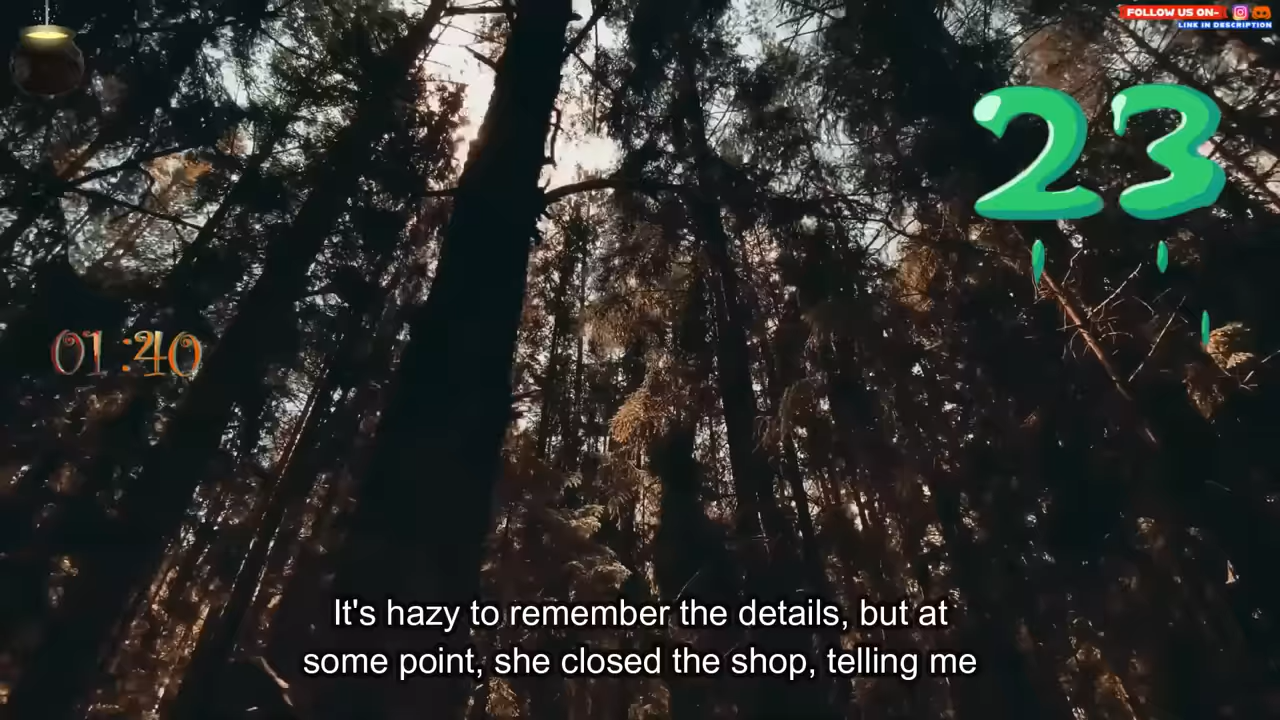 FOLLOW US ON-
LINK IN DESCRIPTION
23
01:40
It's hazy to remember the details, but at
some point, she closed the shop, telling me